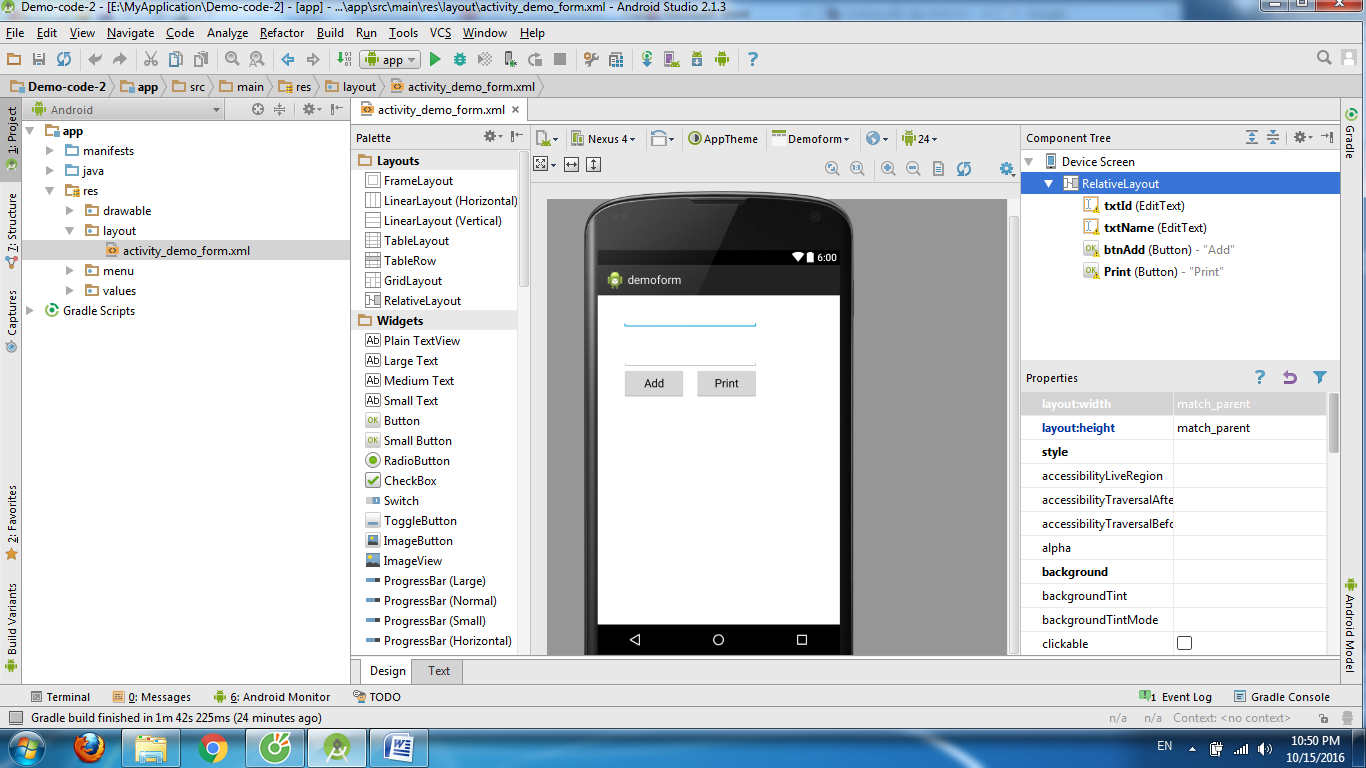 Demo-code-2 - [E:\MyApplication\Demo-code-2] - [app] - ...\app\src\main\res\layout\activity_demo_form.xml - Android Studio 2.1.3
File Edit View Navigate Code Analyze Refactor Build Run Tools VCS Window Help
app
Demo-code-2 app src main res layout activity_demo_form.xml
1: Project
7: Structure
Captures
2: Favorites
Build Variants
Android
app
manifests
java
res
drawable
layout
activity_demo_form.xml
menu
values
Gradle Scripts
activity_demo_form.xml
Palette
Layouts
FrameLayout
LinearLayout (Horizontal)
LinearLayout (Vertical)
TableLayout
TableRow
GridLayout
RelativeLayout
Widgets
Plain TextView
Large Text
Medium Text
Small Text
Button
Small Button
RadioButton
CheckBox
Switch
ToggleButton
ImageButton
ImageView
ProgressBar (Large)
ProgressBar (Normal)
ProgressBar (Small)
ProgressBar (Horizontal)
Design Text
Nexus 4 AppTheme Demoform 24
6:00
demoform
Add Print
Component Tree
Device Screen
RelativeLayout
txtId (EditText)
txtName (EditText)
btnAdd (Button) - "Add"
Print (Button) - "Print"
Properties
layout:width match_parent
layout:height match_parent
style
accessibilityLiveRegion
accessibilityTraversalAfte
accessibilityTraversalBefo
alpha
background
backgroundTint
backgroundTintMode
clickable
Gradle
Android Model
Terminal 0: Messages 6: Android Monitor TODO 1 Event Log Gradle Console
Gradle build finished in 1m 42s 225ms (24 minutes ago) n/a n/a Context: <no context>
EN 10:50 PM
10/15/2016